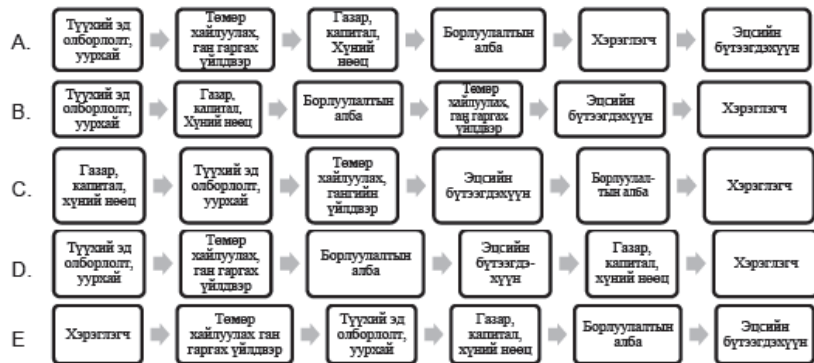 A.
Түүхий эд
олборлолт,
уурхай
Төмөр
хайлуулах,
ган гаргах
үйлдвэр
Газар,
капитал,
Хүний
нөөц
Борлуулалтын
алба
Хэрэглэгч
Эцсийн
бүтээгдэхүүн
B.
Түүхий эд
олборлолт,
уурхай
Газар,
капитал,
Хүний нөөц
Борлуулалтын
алба
Төмөр
хайлуулах,
ган гаргах
үйлдвэр
Эцсийн
бүтээгдэхүүн
Хэрэглэгч
C.
Газар,
капитал,
хүний нөөц
Түүхий эд
олборлолт,
уурхай
Төмөр
хайлуулах,
гангийн
үйлдвэр
Эцсийн
бүтээгдэхүүн
Борлуулал-
тын алба
Хэрэглэгч
D.
Түүхий эд
олборлолт,
уурхай
Төмөр
хайлуулах,
ган гаргах
үйлдвэр
Борлуулалтын
алба
Эцсийн
бүтээгдэ-
хүүн
Газар,
капитал,
хүний нөөц
Хэрэглэгч
E
Хэрэглэгч
Төмөр
хайлуулах ган
гаргах үйлдвэр
Түүхий эд
олборлолт,
уурхай
Газар,
капитал,
хүний нөөц
Борлуулалтын
алба
Эцсийн
бүтээгдэхүүн